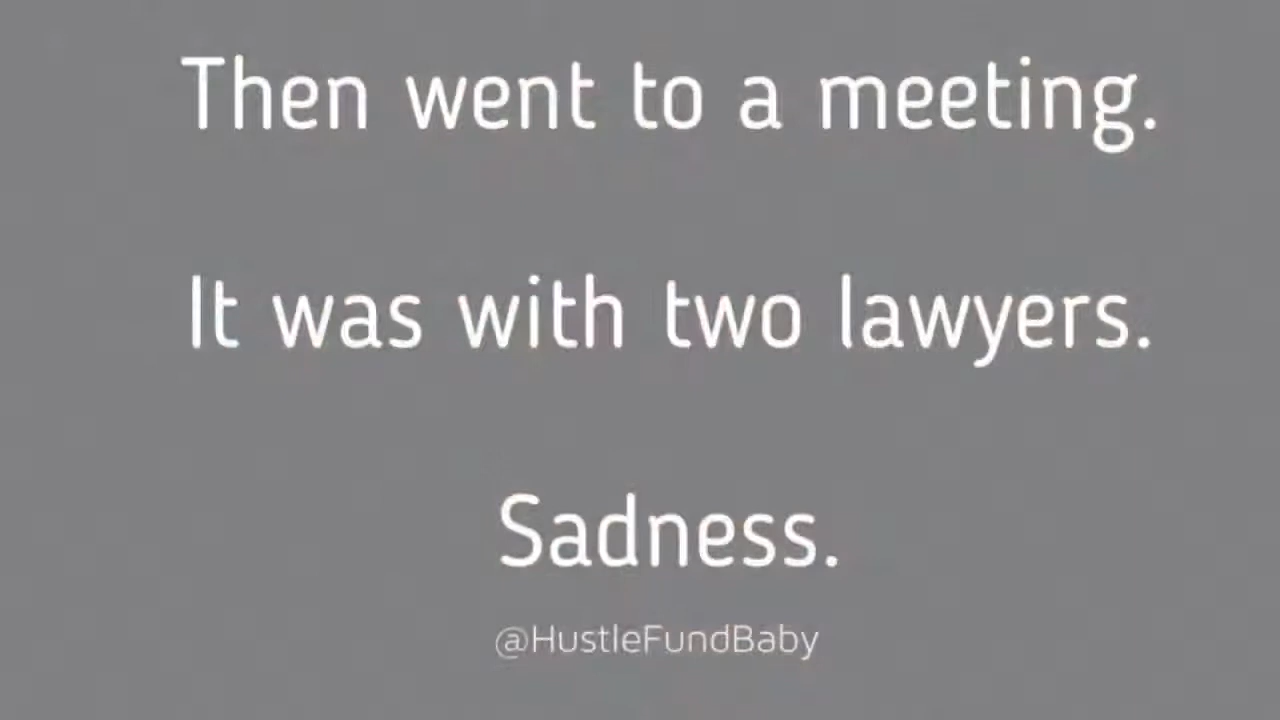 Then went to a meeting.
It was with two lawyers.
Sadness.
@HustleFundBaby